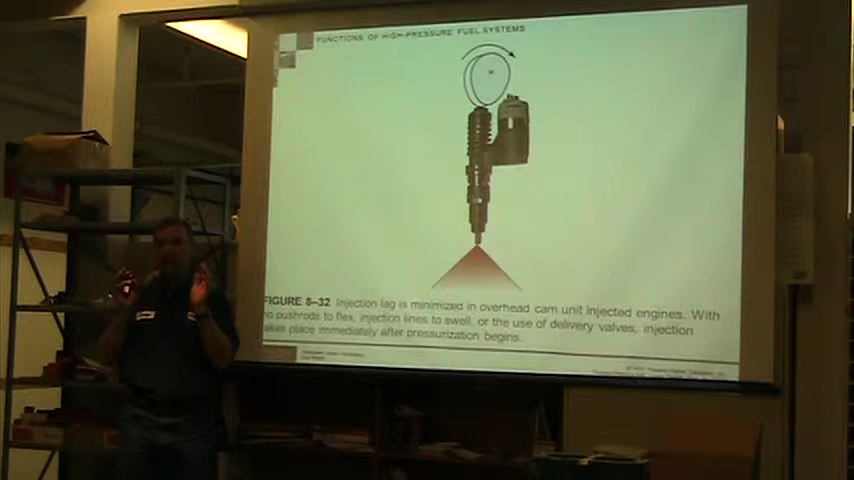 FUNCTIONS OF HIGH-PRESSURE FUEL SYSTEMS
FIGURE 8–32 Injection lag is minimized in overhead cam unit injected engines. With
no pushrods to flex, injection lines to swell, or the use of delivery valves, injection
takes place immediately after pressurization begins.